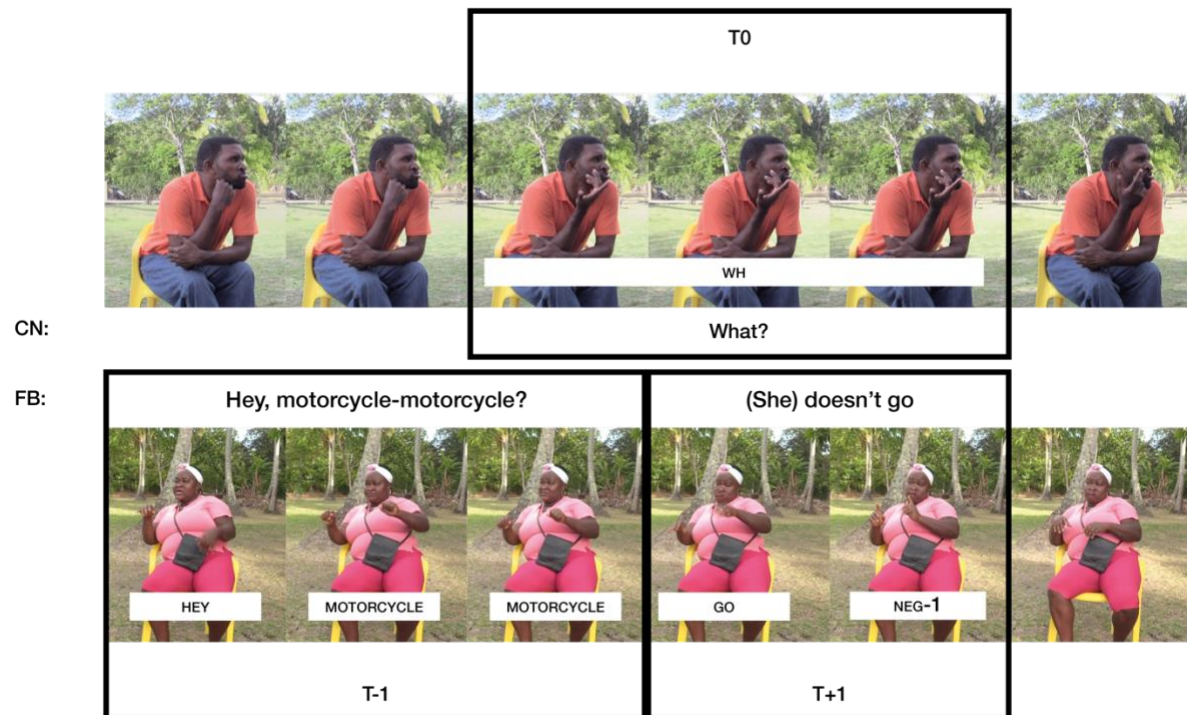 T0
WH
CN:
What?
FB:
Hey, motorcycle-motorcycle?
(She) doesn’t go
HEY
MOTORCYCLE
MOTORCYCLE
GO
NEG-1
T-1
T+1